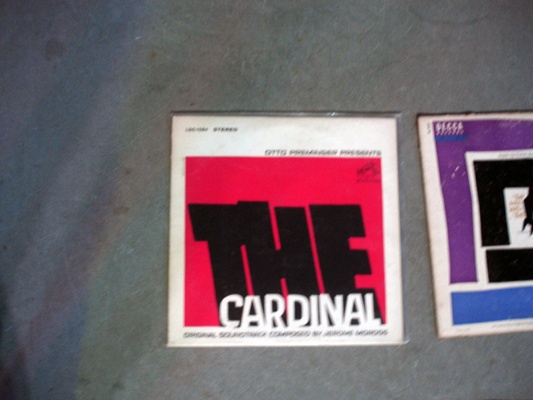 STEREO
OTTO PREMINGER PRESENTS
THE
CARDINAL
ORIGINAL SOUNDTRACK COMPOSED BY JEROME MOROSS
DECCA